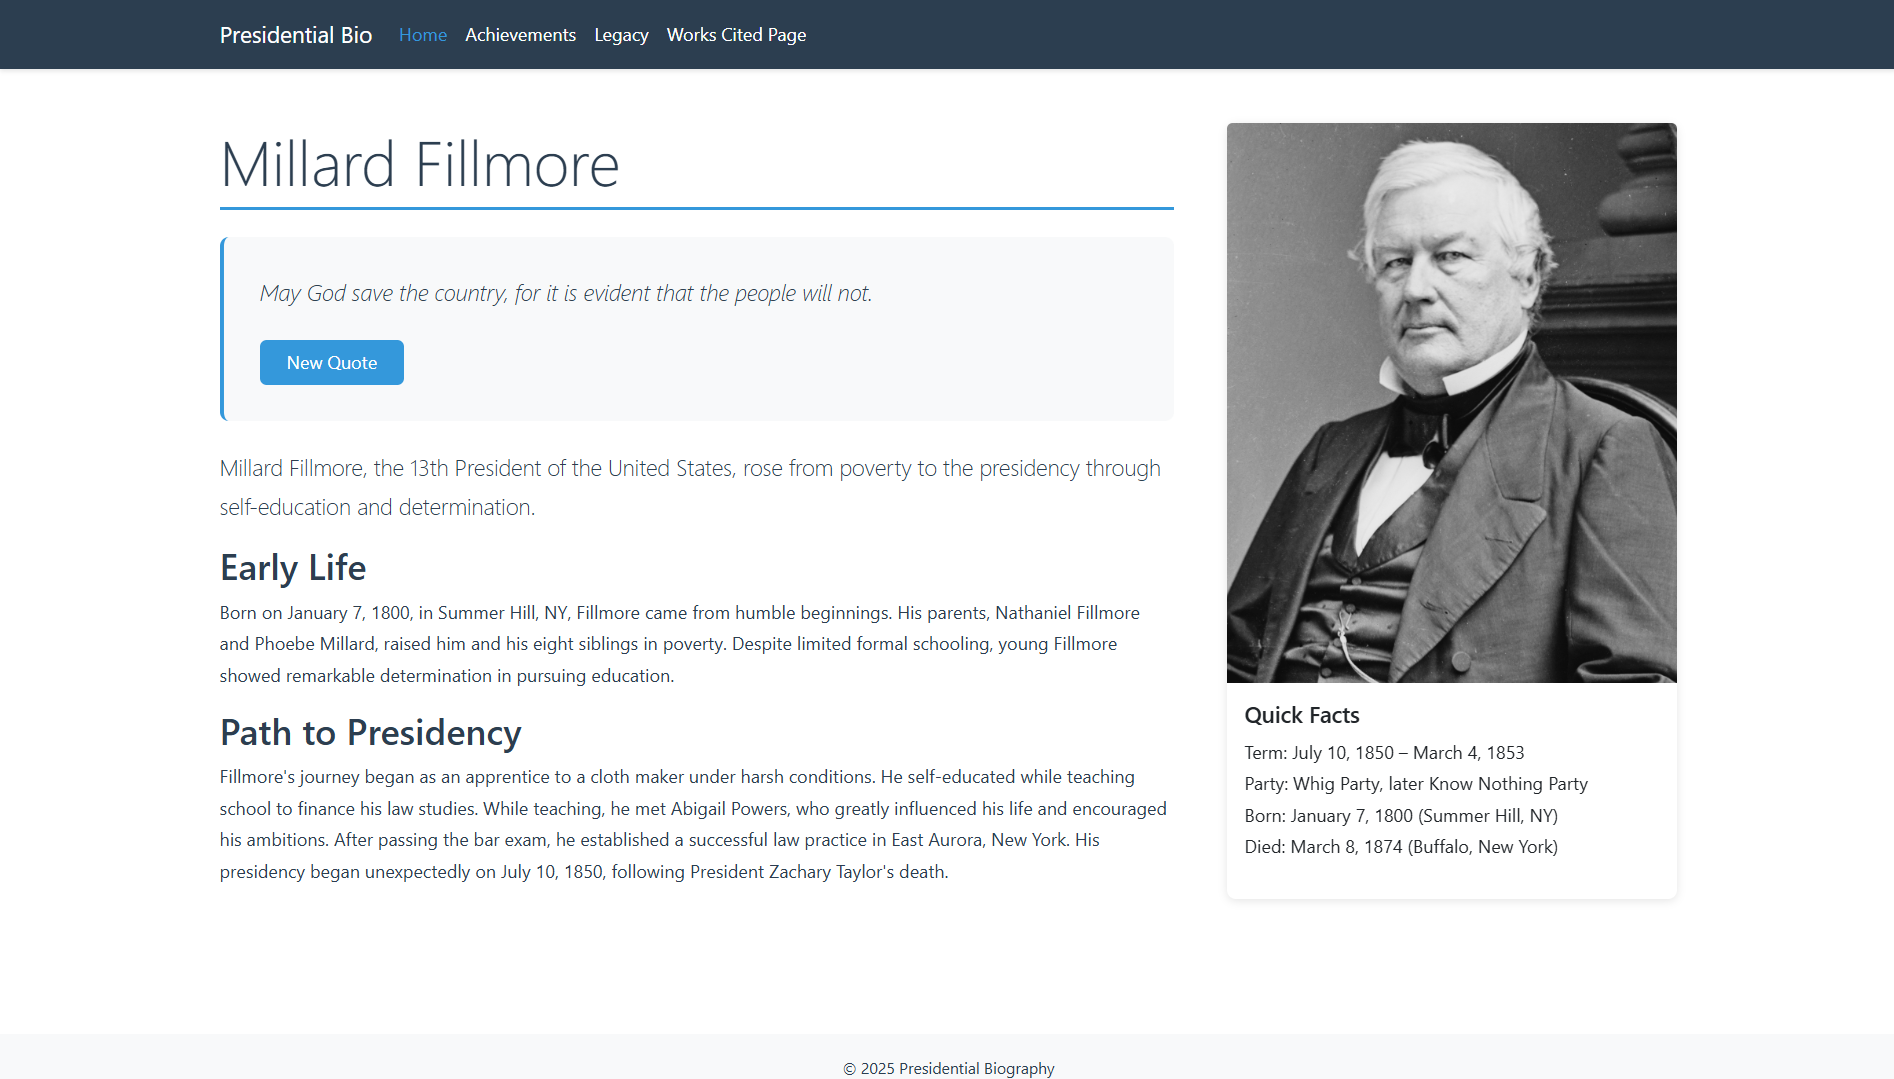 Presidential Bio Home Achievements Legacy Works Cited Page
Millard Fillmore
May God save the country, for it is evident that the people will not.
New Quote
Millard Fillmore, the 13th President of the United States, rose from poverty to the presidency through
self-education and determination.
Early Life
Born on January 7, 1800, in Summer Hill, NY, Fillmore came from humble beginnings. His parents, Nathaniel Fillmore
and Phoebe Millard, raised him and his eight siblings in poverty. Despite limited formal schooling, young Fillmore
showed remarkable determination in pursuing education.
Path to Presidency
Fillmore's journey began as an apprentice to a cloth maker under harsh conditions. He self-educated while teaching
school to finance his law studies. While teaching, he met Abigail Powers, who greatly influenced his life and encouraged
his ambitions. After passing the bar exam, he established a successful law practice in East Aurora, New York. His
presidency began unexpectedly on July 10, 1850, following President Zachary Taylor's death.
Quick Facts
Term: July 10, 1850 – March 4, 1853
Party: Whig Party, later Know Nothing Party
Born: January 7, 1800 (Summer Hill, NY)
Died: March 8, 1874 (Buffalo, New York)
© 2025 Presidential Biography